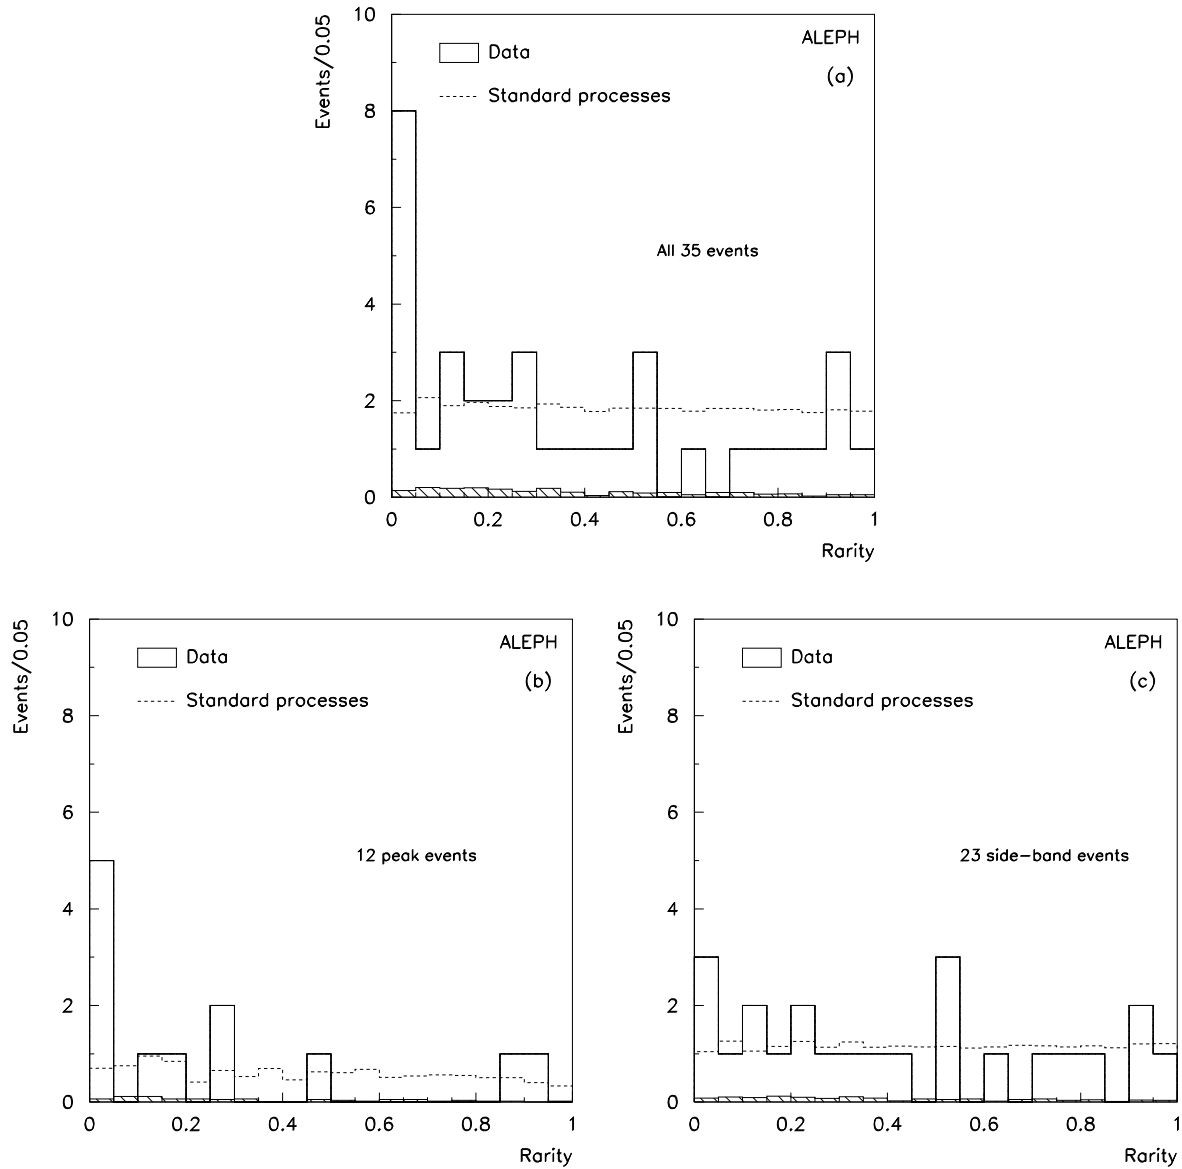 Events/0.05
10
8
6
4
2
0
Data
Standard processes
ALEPH
(a)
All 35 events
0 0.2 0.4 0.6 0.8 1
Rarity
Events/0.05
10
8
6
4
2
0
Data
Standard processes
ALEPH
(b)
12 peak events
0 0.2 0.4 0.6 0.8 1
Rarity
Events/0.05
10
8
6
4
2
0
Data
Standard processes
ALEPH
(c)
23 side-band events
0 0.2 0.4 0.6 0.8 1
Rarity